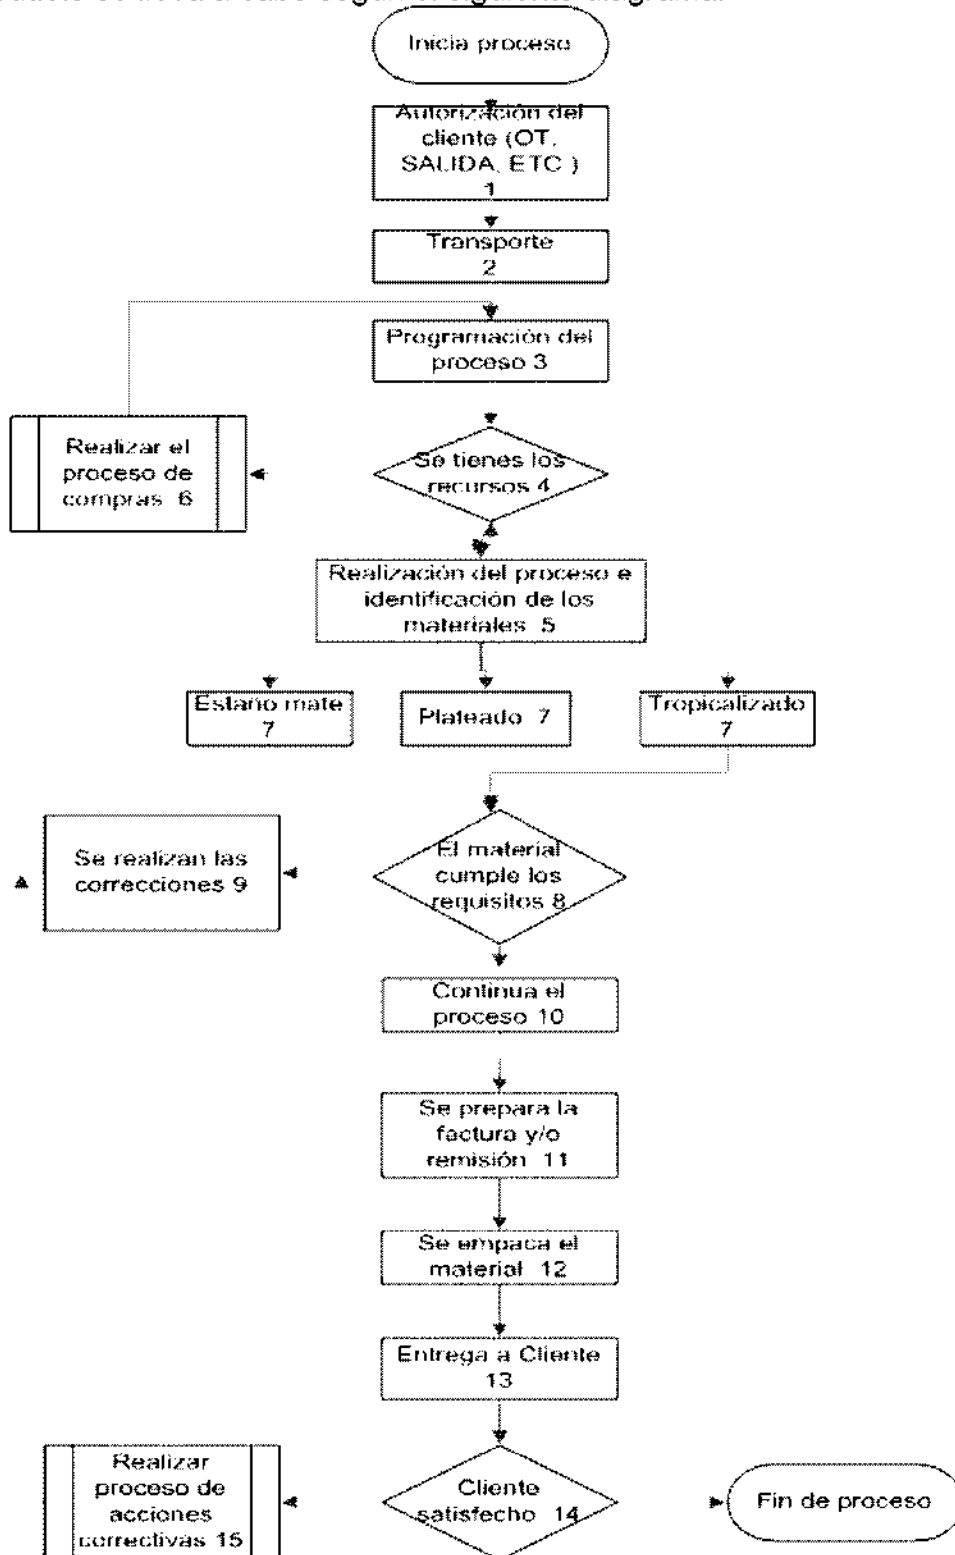 Inicia proceso
Autorización del
cliente (OT,
SALIDA, ETC )
1
Transporte
2
Programación del
proceso 3
Realizar el
proceso de
compras 6
Se tienes los
recursos 4
Realización del proceso e
identificación de los
materiales 5
Estaño mate
7
Plateado 7
Tropicalizado
7
Se realizan las
correcciones 9
El material
cumple los
requisitos 8
Continua el
proceso 10
Se prepara la
factura y/o
remisión 11
Se empaca el
material 12
Entrega a Cliente
13
Realizar
proceso de
acciones
correctivas 15
Cliente
satisfecho 14
Fin de proceso